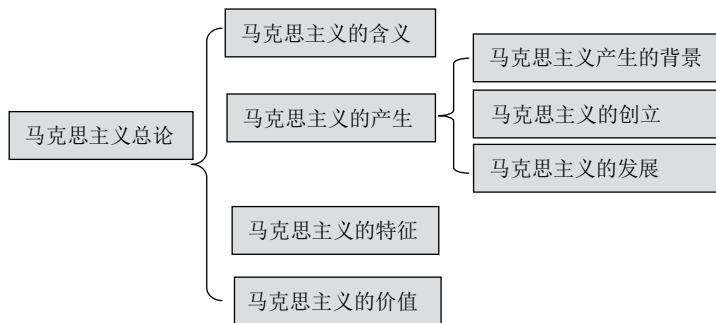 马克思主义总论
马克思主义的含义
马克思主义的产生
马克思主义产生的背景
马克思主义的创立
马克思主义的发展
马克思主义的特征
马克思主义的价值